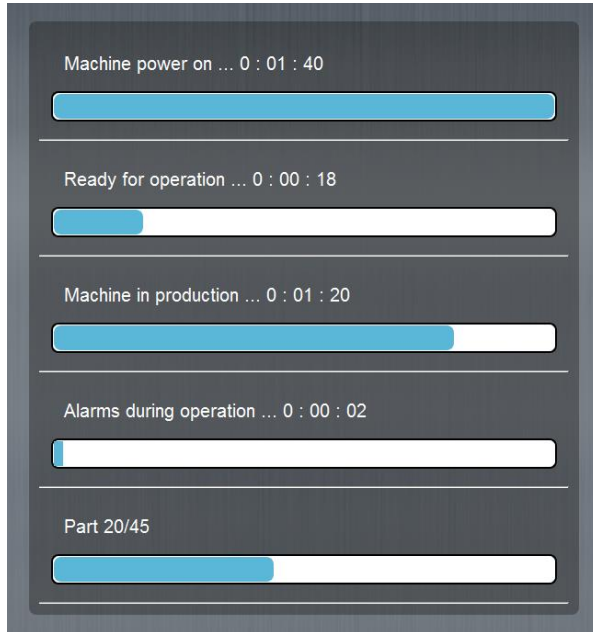 Machine power on ... 0 : 01 : 40
Ready for operation ... 0 : 00 : 18
Machine in production ... 0 : 01 : 20
Alarms during operation ... 0 : 00 : 02
Part 20/45